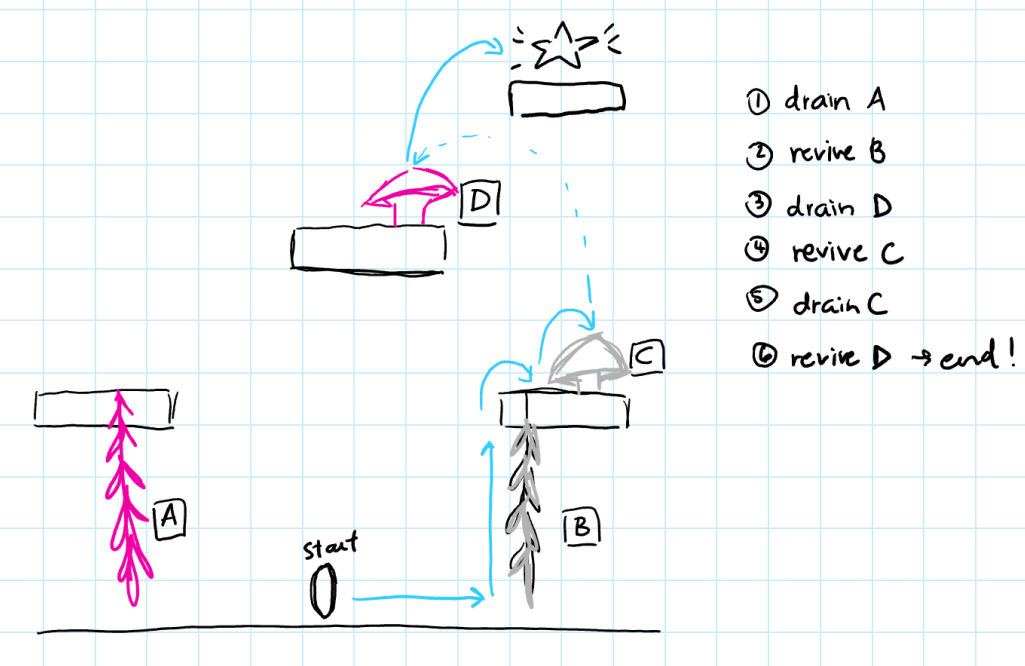 D
C
A
B
start
① drain A
② revive B
③ drain D
④ revive C
⑤ drain C
⑥ revive D → end!